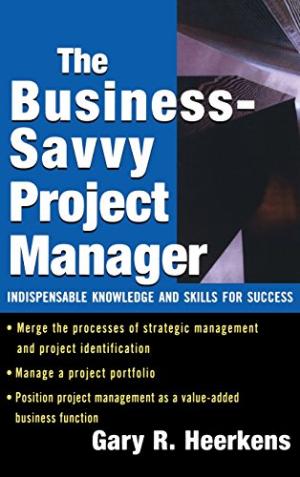 The
Business-
Savvy
Project
Manager
INDISPENSABLE KNOWLEDGE AND SKILLS FOR SUCCESS
• Merge the processes of strategic management
and project identification
• Manage a project portfolio
• Position project management as a value-added
business function
Gary R. Heerkens